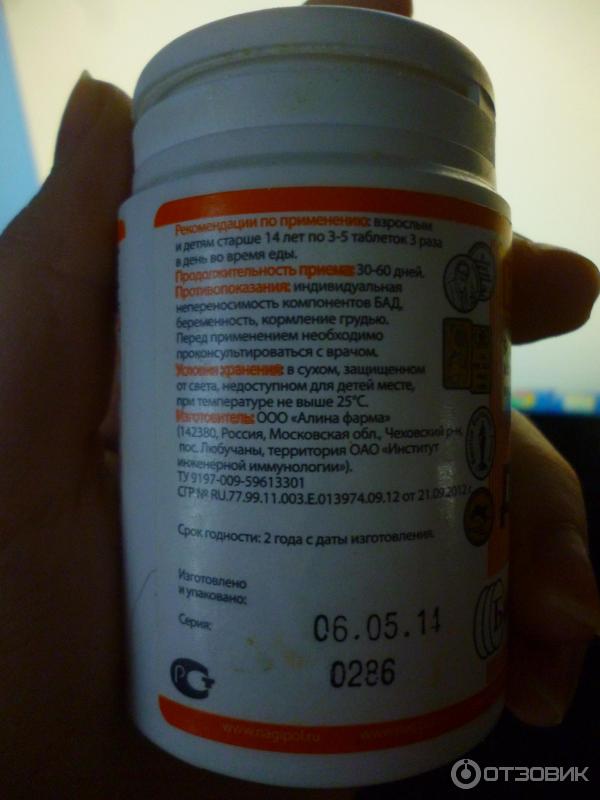 Рекомендации по применению: взрослым
и детям старше 14 лет по 3-5 таблеток 3 раза
в день во время еды.
Продолжительность приема: 30-60 дней.
Противопоказания: индивидуальная
непереносимость компонентов БАД,
беременность, кормление грудью.
Перед применением необходимо
проконсультироваться с врачом.
Условия хранения: в сухом, защищенном
от света, недоступном для детей месте,
при температуре не выше 25°С.
Изготовитель: ООО «Алина фарма»
(142380, Россия, Московская обл., Чеховский р-н,
пос. Любучаны, территория ОАО «Институт
инженерной иммунологии»).
ТУ 9197-009-59613301
СГР № RU.77.99.11.003.Е.013974.09.12 от 21.09.2012 г.
Срок годности: 2 года с даты изготовления.
Изготовлено
и упаковано:
06.05.14
Серия:
0286
www.nagipol.ru
ОТЗОВИК